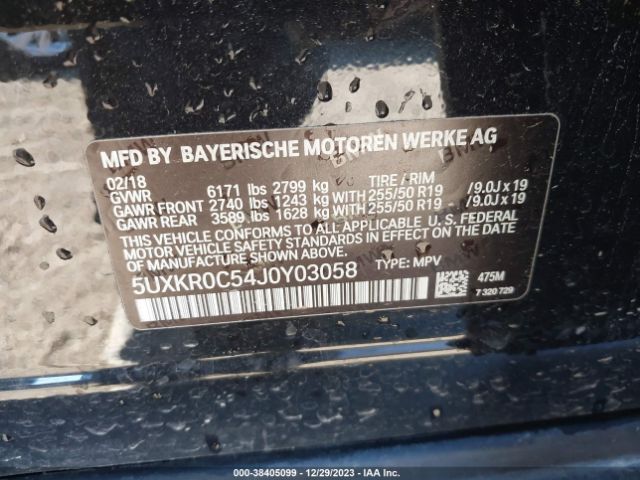 MFD BY BAYERISCHE MOTOREN WERKE AG
02/18 TIRE / RIM
GVWR 6171 lbs 2799 kg
GAWR FRONT 2740 lbs 1243 kg WITH 255/50 R19 /9.0J x 19
GAWR REAR 3589 lbs 1628 kg WITH 255/50 R19 /9.0J x 19
THIS VEHICLE CONFORMS TO ALL APPLICABLE U. S. FEDERAL
MOTOR VEHICLE SAFETY STANDARDS IN EFFECT ON THE DATE OF
MANUFACTURE SHOWN ABOVE.
5UXKR0C54J0Y03058 TYPE: MPV 475M
7 320 729
000-38405099 - 12/29/2023 - IAA Inc.